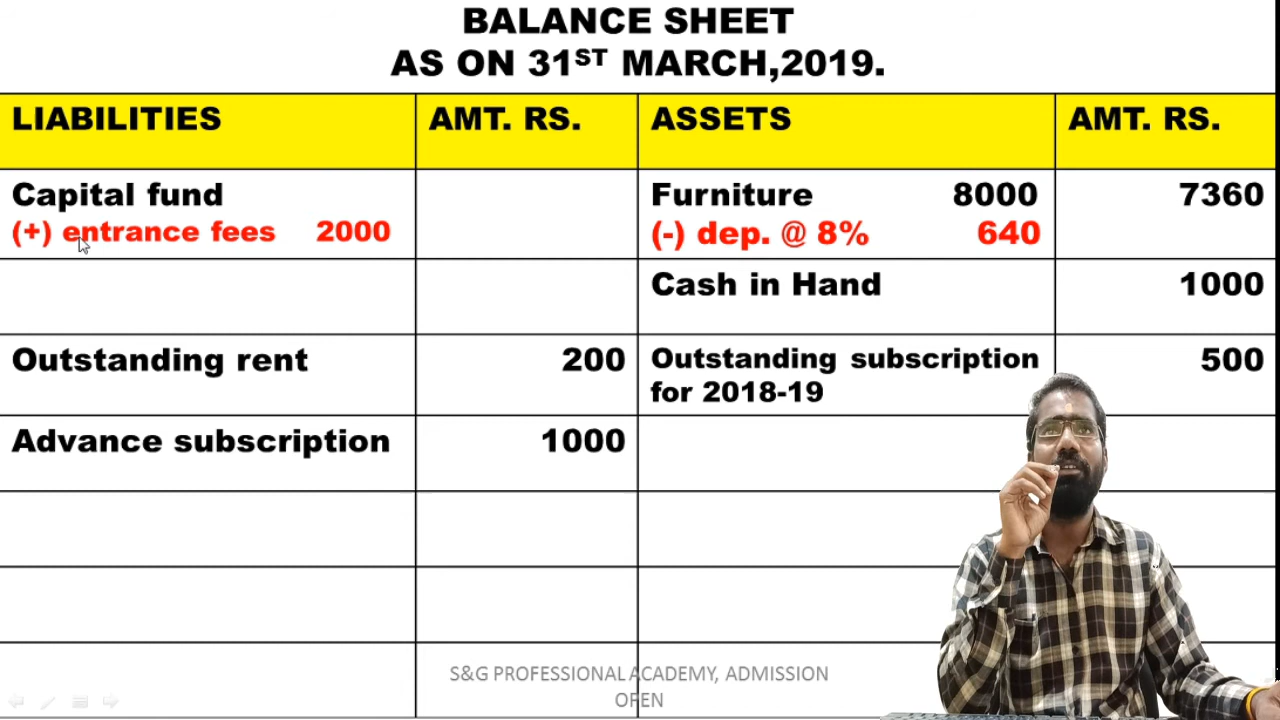 BALANCE SHEET
AS ON 31ST MARCH,2019.
LIABILITIES AMT. RS. ASSETS AMT. RS.
Capital fund Furniture 8000 7360
(+) entrance fees 2000 (-) dep. @ 8% 640
Cash in Hand 1000
Outstanding rent 200 Outstanding subscription 500
for 2018-19
Advance subscription 1000
S&G PROFESSIONAL ACADEMY, ADMISSION
OPEN